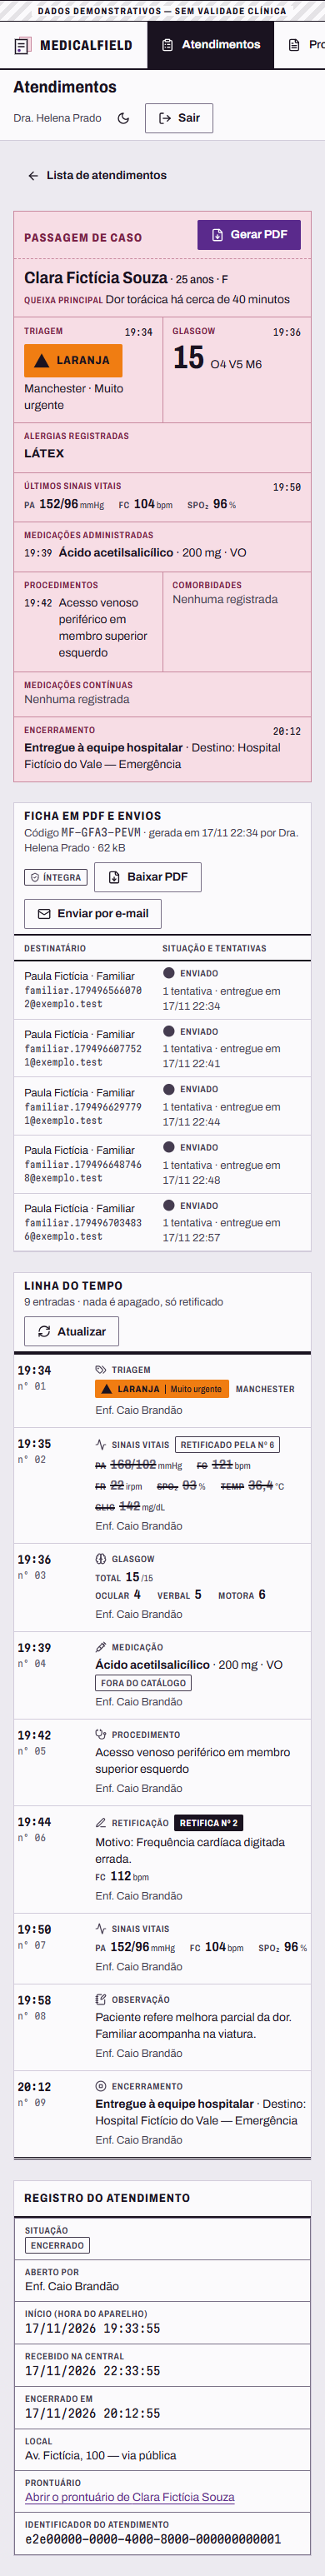 DADOS DEMONSTRATIVOS — SEM VALIDADE CLÍNICA
MEDICALFIELD
Atendimentos
Atendimentos
Dra. Helena Prado
Sair
Lista de atendimentos
PASSAGEM DE CASO
Gerar PDF
Clara Fictícia Souza · 25 anos · F
QUEIXA PRINCIPAL Dor torácica há cerca de 40 minutos
TRIAGEM 19:34
LARANJA
Manchester · Muito
urgente
GLASGOW 19:36
15 O4 V5 M6
ALERGIAS REGISTRADAS
LÁTEX
ÚLTIMOS SINAIS VITAIS 19:50
PA 152/96 mmHg FC 104 bpm SPO₂ 96 %
MEDICAÇÕES ADMINISTRADAS
19:39 Ácido acetilsalicílico · 200 mg · VO
PROCEDIMENTOS
19:42 Acesso venoso
periférico em
membro superior
esquerdo
COMORBIDADES
Nenhuma registrada
MEDICAÇÕES CONTÍNUAS
Nenhuma registrada
ENCERRAMENTO 20:12
Entregue à equipe hospitalar · Destino: Hospital
Fictício do Vale — Emergência
FICHA EM PDF E ENVIOS
Código MF-GFA3-PEVM · gerada em 17/11 22:34 por Dra.
Helena Prado · 62 kB
ÍNTEGRA
Baixar PDF
Enviar por e-mail
DESTINATÁRIO SITUAÇÃO E TENTATIVAS
Paula Fictícia · Familiar
familiar.179496566070
2@exemplo.test
ENVIADO
1 tentativa · entregue em
17/11 22:34
Paula Fictícia · Familiar
familiar.179496607752
1@exemplo.test
ENVIADO
1 tentativa · entregue em
17/11 22:41
Paula Fictícia · Familiar
familiar.179496629779
1@exemplo.test
ENVIADO
1 tentativa · entregue em
17/11 22:44
Paula Fictícia · Familiar
familiar.179496648746
8@exemplo.test
ENVIADO
1 tentativa · entregue em
17/11 22:48
Paula Fictícia · Familiar
familiar.179496703483
6@exemplo.test
ENVIADO
1 tentativa · entregue em
17/11 22:57
LINHA DO TEMPO
9 entradas · nada é apagado, só retificado
Atualizar
19:34
nº 01
TRIAGEM
LARANJA | Muito urgente MANCHESTER
Enf. Caio Brandão
19:35
nº 02
SINAIS VITAIS RETIFICADO PELA Nº 6
PA 168/102 mmHg FC 121 bpm
FR 22 irpm SPO₂ 93 % TEMP 36,4 °C
GLIC 142 mg/dL
Enf. Caio Brandão
19:36
nº 03
GLASGOW
TOTAL 15 /15
OCULAR 4 VERBAL 5 MOTORA 6
Enf. Caio Brandão
19:39
nº 04
MEDICAÇÃO
Ácido acetilsalicílico · 200 mg · VO
FORA DO CATÁLOGO
Enf. Caio Brandão
19:42
nº 05
PROCEDIMENTO
Acesso venoso periférico em membro
superior esquerdo
Enf. Caio Brandão
19:44
nº 06
RETIFICAÇÃO RETIFICA Nº 2
Motivo: Frequência cardíaca digitada
errada.
FC 112 bpm
Enf. Caio Brandão
19:50
nº 07
SINAIS VITAIS
PA 152/96 mmHg FC 104 bpm SPO₂ 96 %
Enf. Caio Brandão
19:58
nº 08
OBSERVAÇÃO
Paciente refere melhora parcial da dor.
Familiar acompanha na viatura.
Enf. Caio Brandão
20:12
nº 09
ENCERRAMENTO
Entregue à equipe hospitalar · Destino:
Hospital Fictício do Vale — Emergência
Enf. Caio Brandão
REGISTRO DO ATENDIMENTO
SITUAÇÃO
ENCERRADO
ABERTO POR
Enf. Caio Brandão
INÍCIO (HORA DO APARELHO)
17/11/2026 19:33:55
RECEBIDO NA CENTRAL
17/11/2026 22:33:55
ENCERRADO EM
17/11/2026 20:12:55
LOCAL
Av. Fictícia, 100 — via pública
PRONTUÁRIO
Abrir o prontuário de Clara Fictícia Souza
IDENTIFICADOR DO ATENDIMENTO
e2e00000-0000-4000-8000-000000000001